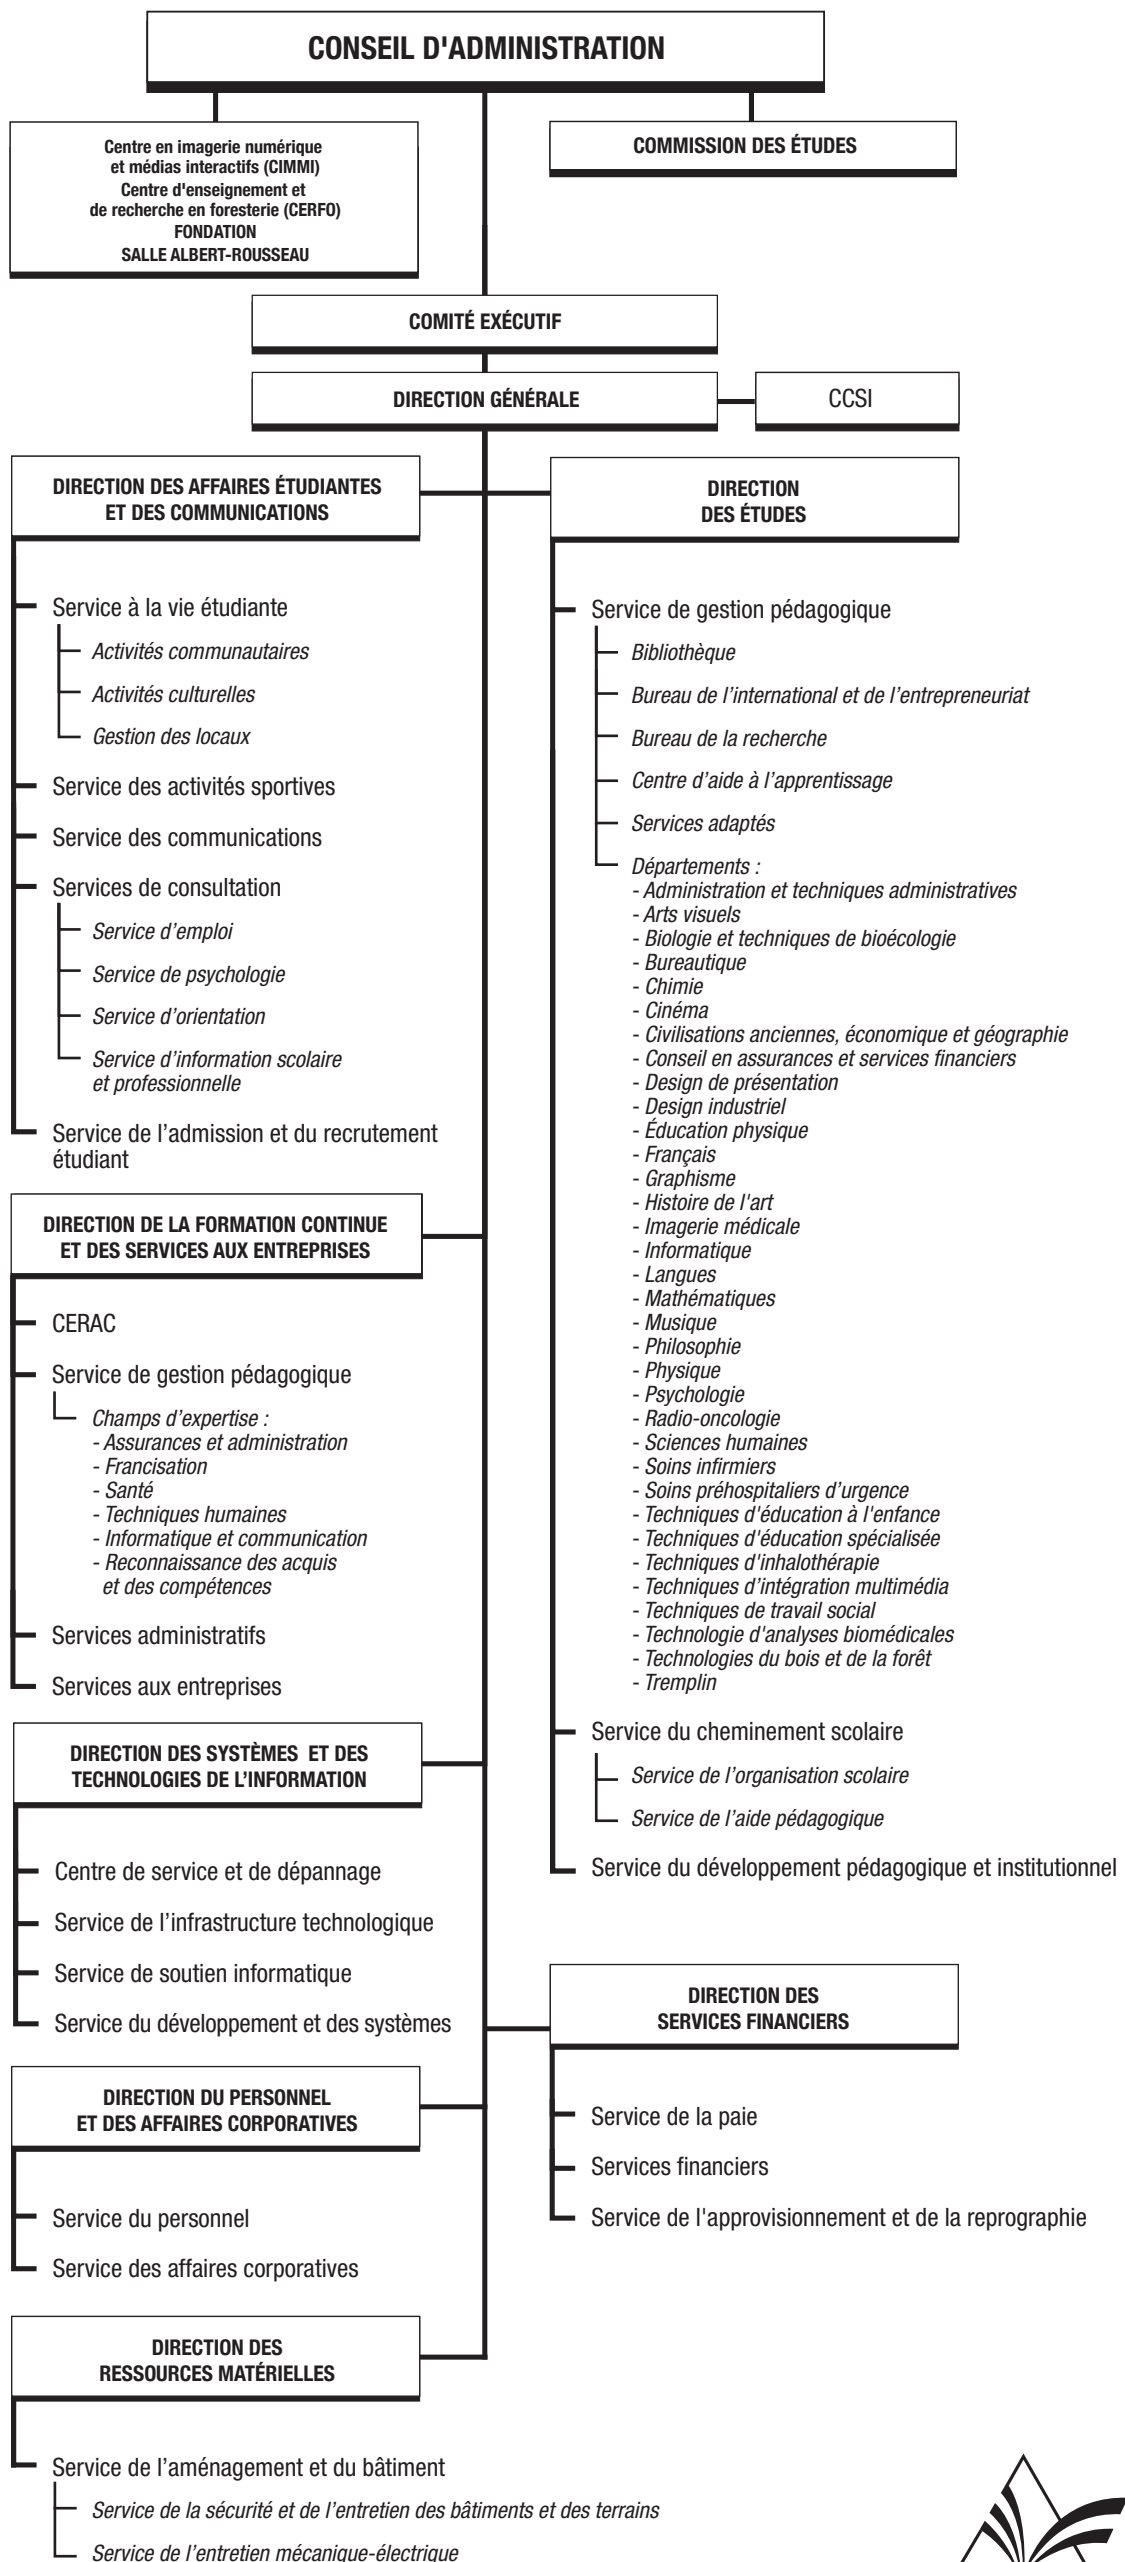 CONSEIL D'ADMINISTRATION
Centre en imagerie numérique
et médias interactifs (CIMMI)
Centre d'enseignement et
de recherche en foresterie (CERFO)
FONDATION
SALLE ALBERT-ROUSSEAU
COMMISSION DES ÉTUDES
COMITÉ EXÉCUTIF
DIRECTION GÉNÉRALE
CCSI
DIRECTION DES AFFAIRES ÉTUDIANTES
ET DES COMMUNICATIONS
Service à la vie étudiante
Activités communautaires
Activités culturelles
Gestion des locaux
Service des activités sportives
Service des communications
Services de consultation
Service d’emploi
Service de psychologie
Service d’orientation
Service d’information scolaire
et professionnelle
Service de l’admission et du recrutement
étudiant
DIRECTION DE LA FORMATION CONTINUE
ET DES SERVICES AUX ENTREPRISES
CERAC
Service de gestion pédagogique
Champs d’expertise :
- Assurances et administration
- Francisation
- Santé
- Techniques humaines
- Informatique et communication
- Reconnaissance des acquis
et des compétences
Services administratifs
Services aux entreprises
DIRECTION DES SYSTÈMES ET DES
TECHNOLOGIES DE L’INFORMATION
Centre de service et de dépannage
Service de l’infrastructure technologique
Service de soutien informatique
Service du développement et des systèmes
DIRECTION DU PERSONNEL
ET DES AFFAIRES CORPORATIVES
Service du personnel
Service des affaires corporatives
DIRECTION DES
RESSOURCES MATÉRIELLES
Service de l’aménagement et du bâtiment
Service de la sécurité et de l’entretien des bâtiments et des terrains
Service de l’entretien mécanique-électrique
DIRECTION
DES ÉTUDES
Service de gestion pédagogique
Bibliothèque
Bureau de l’international et de l’entrepreneuriat
Bureau de la recherche
Centre d’aide à l’apprentissage
Services adaptés
Départements :
- Administration et techniques administratives
- Arts visuels
- Biologie et techniques de bioécologie
- Bureautique
- Chimie
- Cinéma
- Civilisations anciennes, économique et géographie
- Conseil en assurances et services financiers
- Design de présentation
- Design industriel
- Éducation physique
- Français
- Graphisme
- Histoire de l'art
- Imagerie médicale
- Informatique
- Langues
- Mathématiques
- Musique
- Philosophie
- Physique
- Psychologie
- Radio-oncologie
- Sciences humaines
- Soins infirmiers
- Soins préhospitaliers d’urgence
- Techniques d'éducation à l'enfance
- Techniques d'éducation spécialisée
- Techniques d'inhalothérapie
- Techniques d’intégration multimédia
- Techniques de travail social
- Technologie d'analyses biomédicales
- Technologies du bois et de la forêt
- Tremplin
Service du cheminement scolaire
Service de l’organisation scolaire
Service de l’aide pédagogique
Service du développement pédagogique et institutionnel
DIRECTION DES
SERVICES FINANCIERS
Service de la paie
Services financiers
Service de l'approvisionnement et de la reprographie